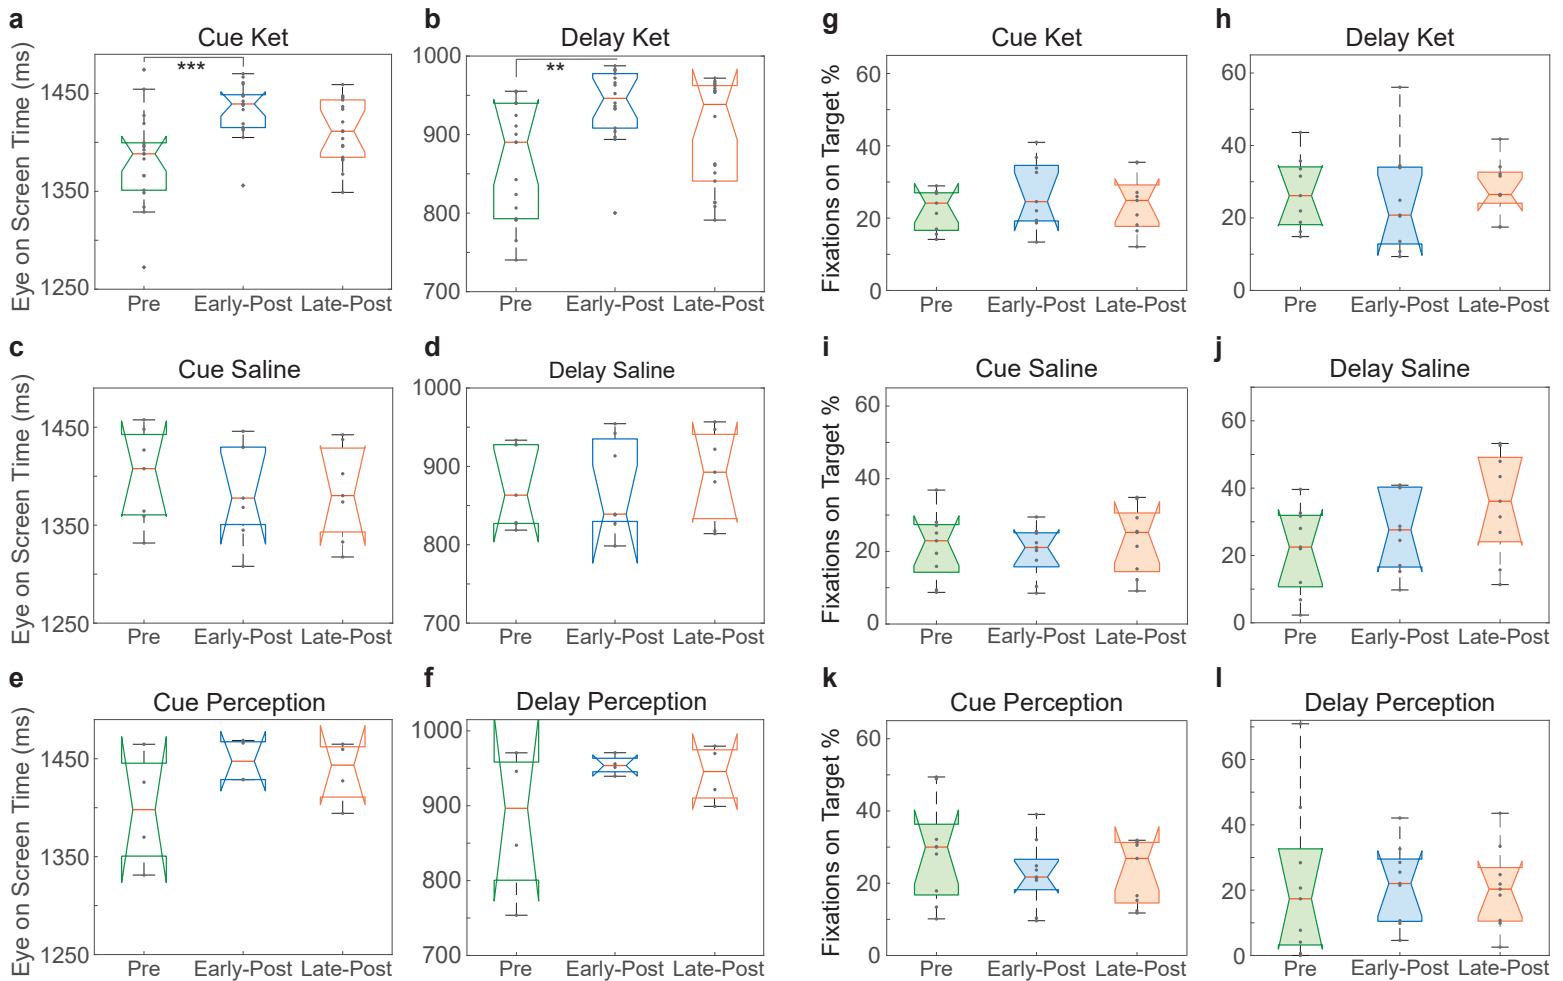 a
Cue Ket
Eye on Screen Time (ms)
1450
1350
1250
***
Pre Early-Post Late-Post
b
Delay Ket
1000
900
800
700
**
Pre Early-Post Late-Post
g
Cue Ket
Fixations on Target %
60
40
20
0
Pre Early-Post Late-Post
h
Delay Ket
60
40
20
0
Pre Early-Post Late-Post
c
Cue Saline
Eye on Screen Time (ms)
1450
1350
1250
Pre Early-Post Late-Post
d
Delay Saline
1000
900
800
700
Pre Early-Post Late-Post
i
Cue Saline
Fixations on Target %
60
40
20
0
Pre Early-Post Late-Post
j
Delay Saline
60
40
20
0
Pre Early-Post Late-Post
e
Cue Perception
Eye on Screen Time (ms)
1450
1350
1250
Pre Early-Post Late-Post
f
Delay Perception
1000
900
800
700
Pre Early-Post Late-Post
k
Cue Perception
Fixations on Target %
60
40
20
0
Pre Early-Post Late-Post
l
Delay Perception
60
40
20
0
Pre Early-Post Late-Post